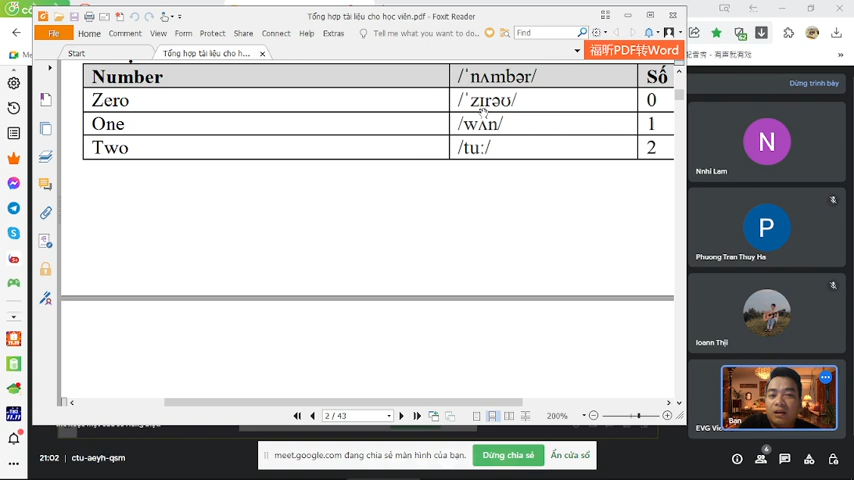 Tổng hợp tài liệu cho học viên.pdf - Foxit Reader
File Home Comment View Form Protect Share Connect Help Extras Tell me what you want to do... Find
Start Tổng hợp tài liệu cho h...
福昕PDF转Word
Number /ˈnʌmbər/ Số
Zero /ˈzɪrəʊ/ 0
One /wʌn/ 1
Two /tuː/ 2
Dừng trình bày
N
Nnhi Lam
P
Phuong Tran Thuy Ha
Ioann Thịi
Bạn
2 / 43
200%
21:02 ctu-aeyh-qsm
meet.google.com đang chia sẻ màn hình của bạn. Dừng chia sẻ Ẩn cửa sổ
6